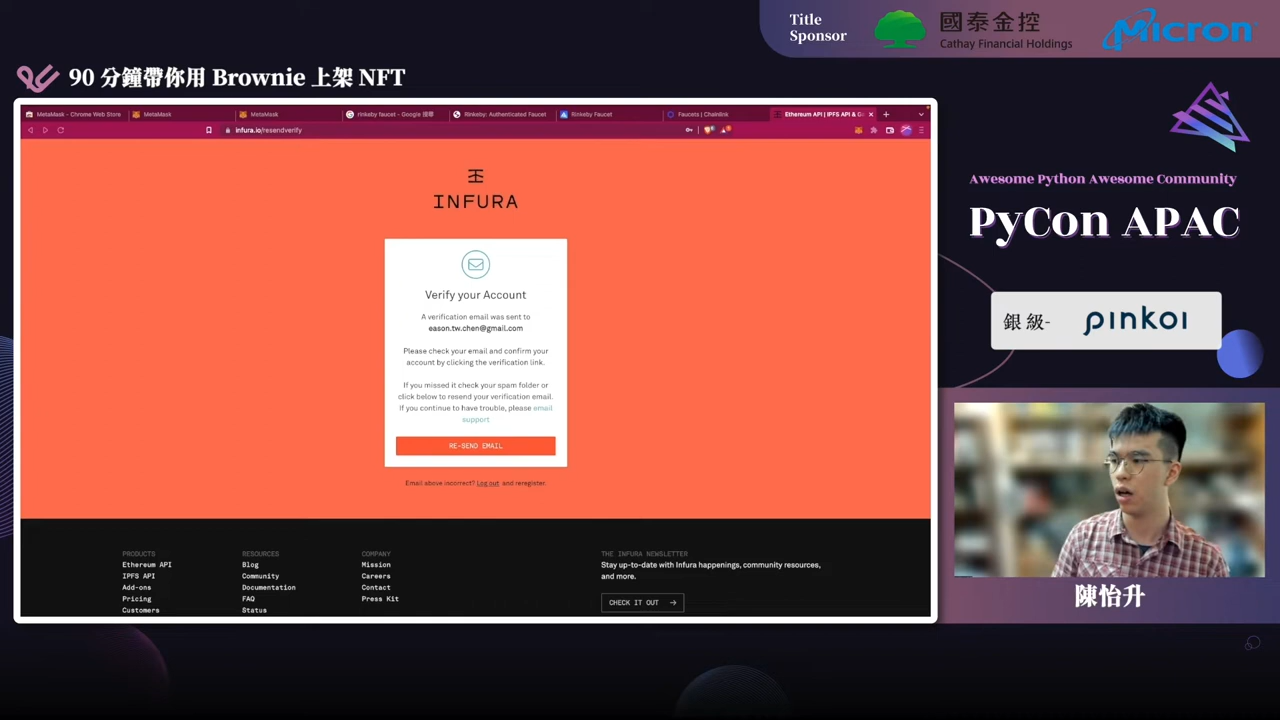 Title
Sponsor
國泰金控
Cathay Financial Holdings
Micron
90 分鐘帶你用 Brownie 上架 NFT
MetaMask - Chrome Web Store
MetaMask
MetaMask
rinkeby faucet - Google 搜尋
Rinkeby: Authenticated Faucet
Rinkeby Faucet
Faucets | Chainlink
Ethereum API | IPFS API & Ga
infura.io/resendverify
INFURA
Verify your Account
A verification email was sent to
eason.tw.chen@gmail.com
Please check your email and confirm your
account by clicking the verification link.
If you missed it check your spam folder or
click below to resend your verification email.
If you continue to have trouble, please email
support
RE-SEND EMAIL
Email above incorrect? Log out and reregister.
PRODUCTS
Ethereum API
IPFS API
Add-ons
Pricing
Customers
RESOURCES
Blog
Community
Documentation
FAQ
Status
COMPANY
Mission
Careers
Contact
Press Kit
THE INFURA NEWSLETTER
Stay up-to-date with Infura happenings, community resources,
and more.
CHECK IT OUT →
Awesome Python Awesome Community
PyCon APAC
銀級- pinkoi
陳怡升